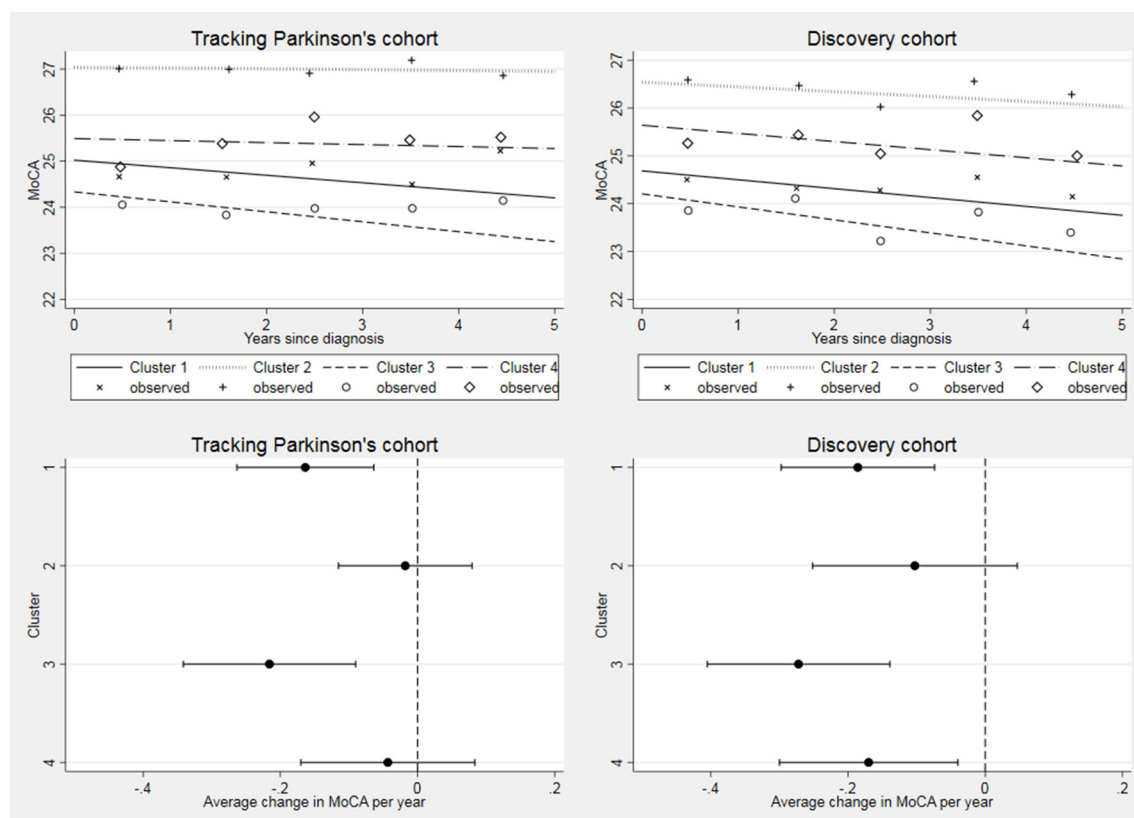 Tracking Parkinson's cohort
MoCA
27
26
25
24
23
22
0 1 2 3 4 5
Years since diagnosis
Cluster 1 Cluster 2 Cluster 3 Cluster 4
observed observed observed observed
Discovery cohort
MoCA
27
26
25
24
23
22
0 1 2 3 4 5
Years since diagnosis
Cluster 1 Cluster 2 Cluster 3 Cluster 4
observed observed observed observed
Tracking Parkinson's cohort
Cluster
1
2
3
4
-.4 -.2 0 .2
Average change in MoCA per year
Discovery cohort
Cluster
1
2
3
4
-.4 -.2 0 .2
Average change in MoCA per year